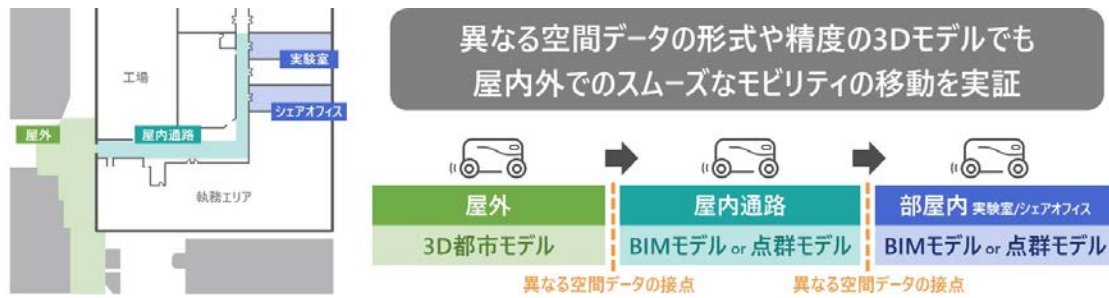 実験室
工場
シェアオフィス
屋外
屋内通路
執務エリア
異なる空間データの形式や精度の3Dモデルでも
屋内外でのスムーズなモビリティの移動を実証
屋外
屋内通路
部屋内 実験室/シェアオフィス
3D都市モデル
BIMモデル or 点群モデル
BIMモデル or 点群モデル
異なる空間データの接点
異なる空間データの接点